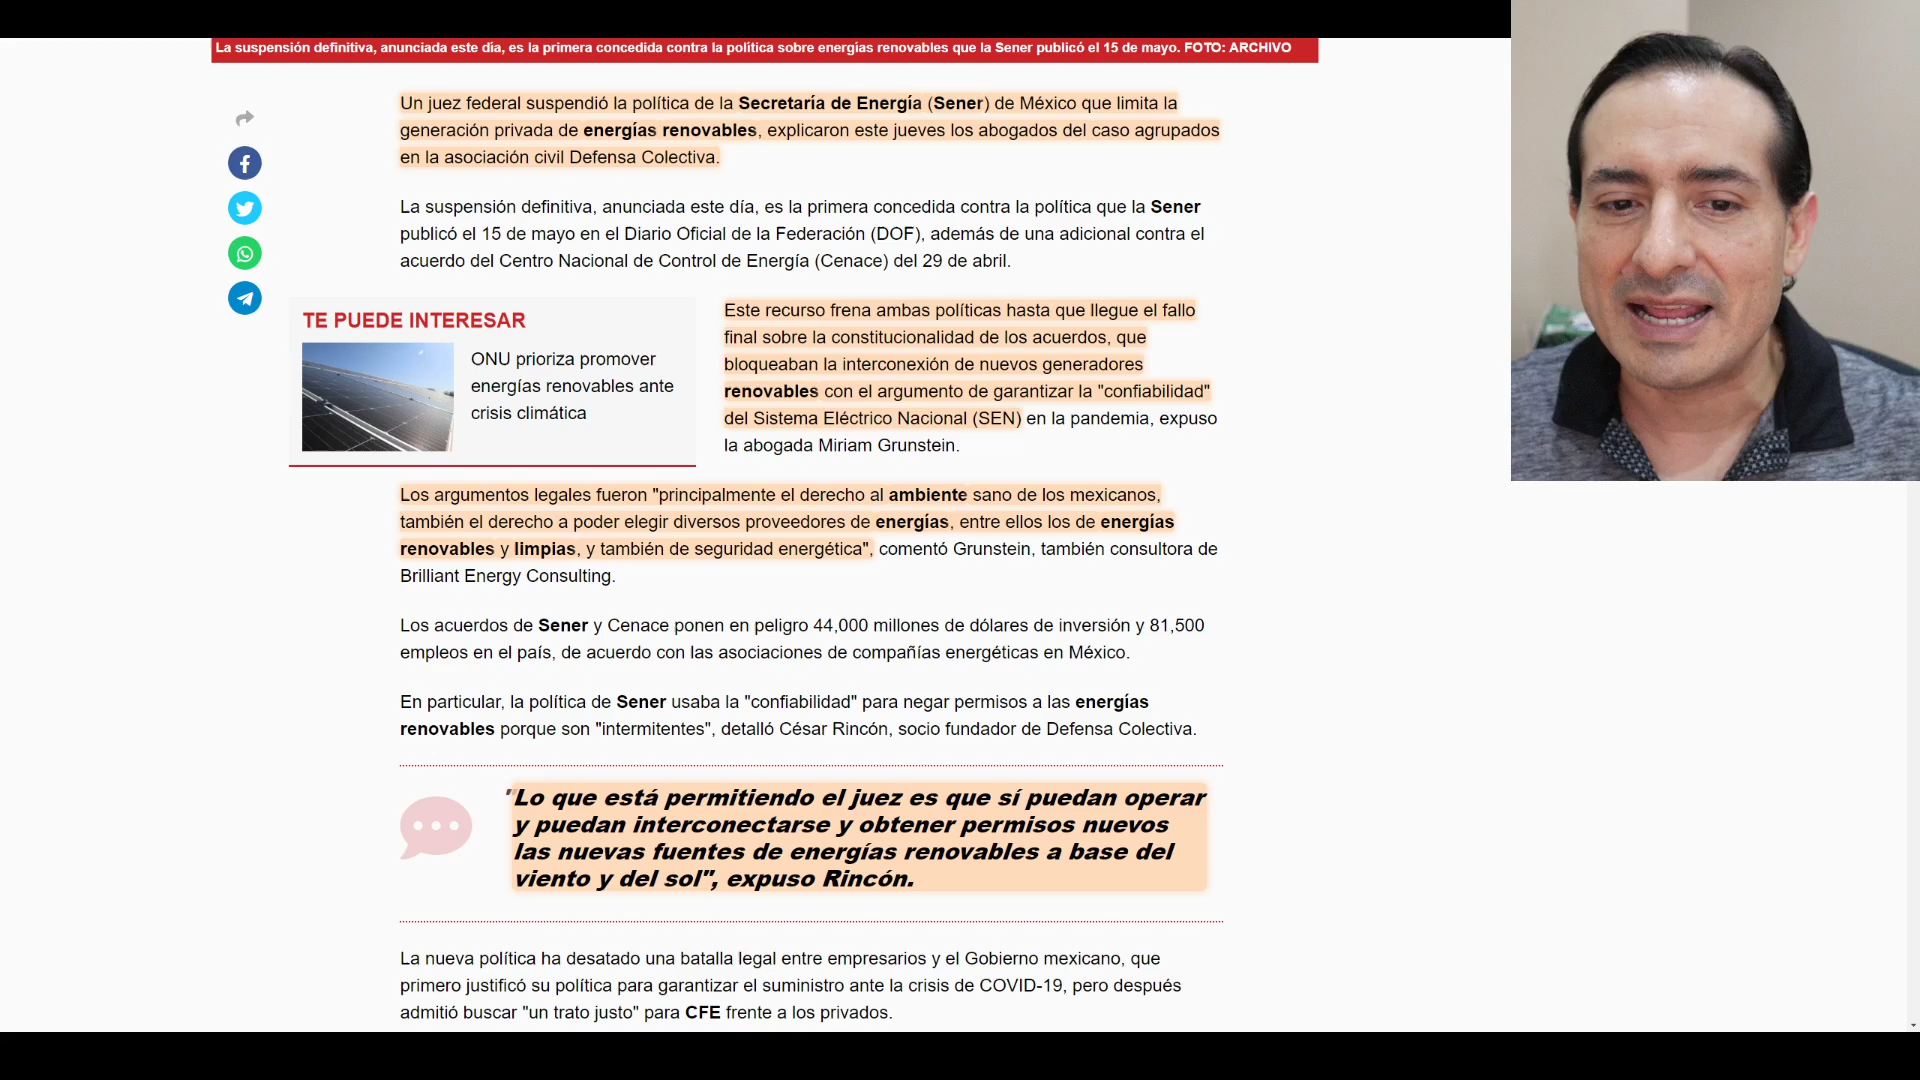 La suspensión definitiva, anunciada este día, es la primera concedida contra la política sobre energías renovables que la Sener publicó el 15 de mayo. FOTO: ARCHIVO
Un juez federal suspendió la política de la Secretaría de Energía (Sener) de México que limita la
generación privada de energías renovables, explicaron este jueves los abogados del caso agrupados
en la asociación civil Defensa Colectiva.
La suspensión definitiva, anunciada este día, es la primera concedida contra la política que la Sener
publicó el 15 de mayo en el Diario Oficial de la Federación (DOF), además de una adicional contra el
acuerdo del Centro Nacional de Control de Energía (Cenace) del 29 de abril.
TE PUEDE INTERESAR
ONU prioriza promover
energías renovables ante
crisis climática
Este recurso frena ambas políticas hasta que llegue el fallo
final sobre la constitucionalidad de los acuerdos, que
bloqueaban la interconexión de nuevos generadores
renovables con el argumento de garantizar la "confiabilidad"
del Sistema Eléctrico Nacional (SEN) en la pandemia, expuso
la abogada Miriam Grunstein.
Los argumentos legales fueron "principalmente el derecho al ambiente sano de los mexicanos,
también el derecho a poder elegir diversos proveedores de energías, entre ellos los de energías
renovables y limpias, y también de seguridad energética", comentó Grunstein, también consultora de
Brilliant Energy Consulting.
Los acuerdos de Sener y Cenace ponen en peligro 44,000 millones de dólares de inversión y 81,500
empleos en el país, de acuerdo con las asociaciones de compañías energéticas en México.
En particular, la política de Sener usaba la "confiabilidad" para negar permisos a las energías
renovables porque son "intermitentes", detalló César Rincón, socio fundador de Defensa Colectiva.
"Lo que está permitiendo el juez es que sí puedan operar
y puedan interconectarse y obtener permisos nuevos
las nuevas fuentes de energías renovables a base del
viento y del sol", expuso Rincón.
La nueva política ha desatado una batalla legal entre empresarios y el Gobierno mexicano, que
primero justificó su política para garantizar el suministro ante la crisis de COVID-19, pero después
admitió buscar "un trato justo" para CFE frente a los privados.